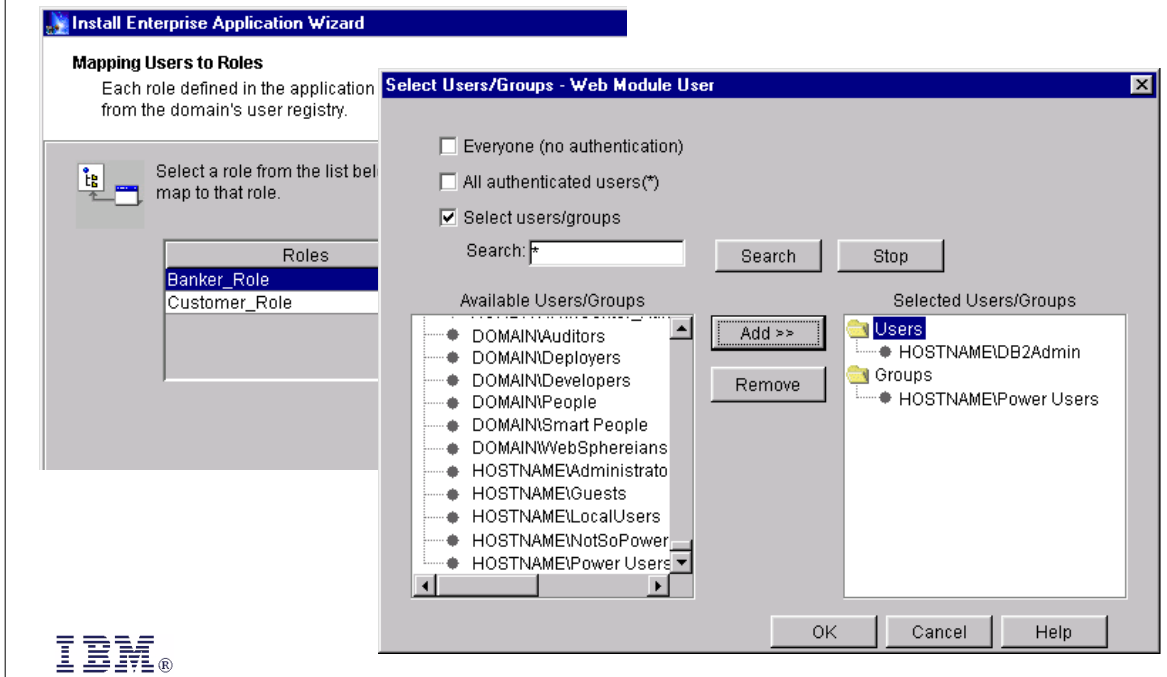 Install Enterprise Application Wizard
Mapping Users to Roles
Each role defined in the application
from the domain's user registry.
Select a role from the list bel
map to that role.
Roles
Banker_Role
Customer_Role
Select Users/Groups - Web Module User
Everyone (no authentication)
All authenticated users(*)
Select users/groups
Search: *
Search
Stop
Available Users/Groups
DOMAIN\Auditors
DOMAIN\Deployers
DOMAIN\Developers
DOMAIN\People
DOMAIN\Smart People
DOMAIN\WebSphereians
HOSTNAME\Administrato
HOSTNAME\Guests
HOSTNAME\LocalUsers
HOSTNAME\NotSoPower
HOSTNAME\Power Users
Add >>
Remove
Selected Users/Groups
Users
HOSTNAME\DB2Admin
Groups
HOSTNAME\Power Users
OK
Cancel
Help
IBM®